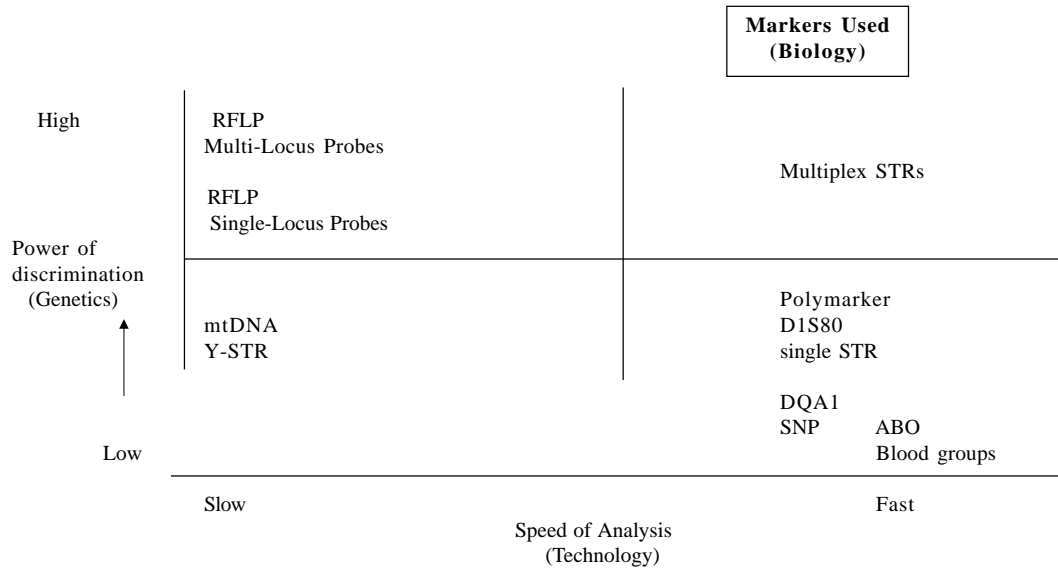 Markers Used
(Biology)
High
RFLP
Multi-Locus Probes
Multiplex STRs
RFLP
Single-Locus Probes
Power of
discrimination
(Genetics)
mtDNA
Y-STR
Polymarker
D1S80
single STR
DQA1
SNP ABO
Low
Blood groups
Slow
Fast
Speed of Analysis
(Technology)